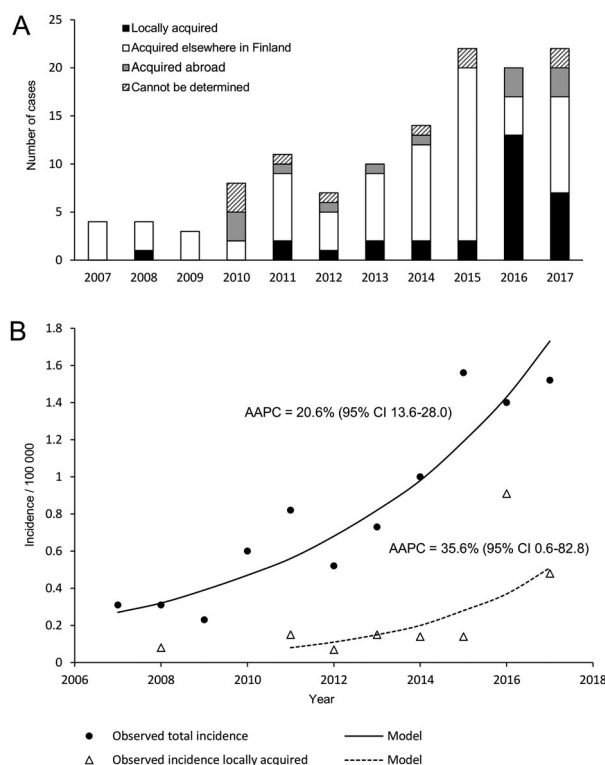 A
Locally acquired
Acquired elsewhere in Finland
Acquired abroad
Cannot be determined
Number of cases
25
20
15
10
5
0
2007 2008 2009 2010 2011 2012 2013 2014 2015 2016 2017
B
Incidence / 100 000
1.8
1.6
1.4
1.2
1
0.8
0.6
0.4
0.2
0
AAPC = 20.6% (95% CI 13.6-28.0)
AAPC = 35.6% (95% CI 0.6-82.8)
2006 2008 2010 2012 2014 2016 2018
Year
Observed total incidence Model
Observed incidence locally acquired Model